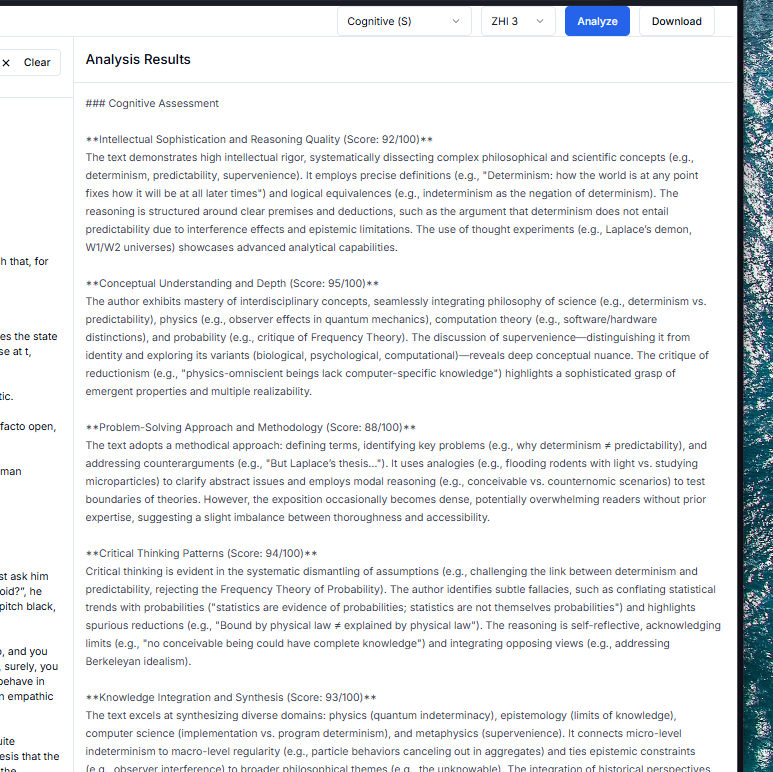 Cognitive (S)
ZHI 3
Analyze
Download
✕ Clear
Analysis Results
### Cognitive Assessment
**Intellectual Sophistication and Reasoning Quality (Score: 92/100)**
The text demonstrates high intellectual rigor, systematically dissecting complex philosophical and scientific concepts (e.g.,
determinism, predictability, supervenience). It employs precise definitions (e.g., "Determinism: how the world is at any point
fixes how it will be at all later times") and logical equivalences (e.g., indeterminism as the negation of determinism). The
reasoning is structured around clear premises and deductions, such as the argument that determinism does not entail
predictability due to interference effects and epistemic limitations. The use of thought experiments (e.g., Laplace's demon,
W1/W2 universes) showcases advanced analytical capabilities.
**Conceptual Understanding and Depth (Score: 95/100)**
The author exhibits mastery of interdisciplinary concepts, seamlessly integrating philosophy of science (e.g., determinism vs.
predictability), physics (e.g., observer effects in quantum mechanics), computation theory (e.g., software/hardware
distinctions), and probability (e.g., critique of Frequency Theory). The discussion of supervenience—distinguishing it from
identity and exploring its variants (biological, psychological, computational)—reveals deep conceptual nuance. The critique of
reductionism (e.g., "physics-omniscient beings lack computer-specific knowledge") highlights a sophisticated grasp of
emergent properties and multiple realizability.
**Problem-Solving Approach and Methodology (Score: 88/100)**
The text adopts a methodical approach: defining terms, identifying key problems (e.g., why determinism ≠ predictability), and
addressing counterarguments (e.g., "But Laplace's thesis..."). It uses analogies (e.g., flooding rodents with light vs. studying
microparticles) to clarify abstract issues and employs modal reasoning (e.g., conceivable vs. counternomic scenarios) to test
boundaries of theories. However, the exposition occasionally becomes dense, potentially overwhelming readers without prior
expertise, suggesting a slight imbalance between thoroughness and accessibility.
**Critical Thinking Patterns (Score: 94/100)**
Critical thinking is evident in the systematic dismantling of assumptions (e.g., challenging the link between determinism and
predictability, rejecting the Frequency Theory of Probability). The author identifies subtle fallacies, such as conflating statistical
trends with probabilities ("statistics are evidence of probabilities; statistics are not themselves probabilities") and highlights
spurious reductions (e.g., "Bound by physical law ≠ explained by physical law"). The reasoning is self-reflective, acknowledging
limits (e.g., "no conceivable being could have complete knowledge") and integrating opposing views (e.g., addressing
Berkeleyan idealism).
**Knowledge Integration and Synthesis (Score: 93/100)**
The text excels at synthesizing diverse domains: physics (quantum indeterminacy), epistemology (limits of knowledge),
computer science (implementation vs. program determinism), and metaphysics (supervenience). It connects micro-level
indeterminism to macro-level regularity (e.g., particle behaviors canceling out in aggregates) and ties epistemic constraints
(e.g., observer interference) to broader philosophical themes (e.g., the unknowable). The integration of historical perspectives
h that, for
es the state
se at t,
tic.
facto open,
man
st ask him
oid?", he
pitch black,
o, and you
, surely, you
behave in
n empathic
uite
esis that the
the